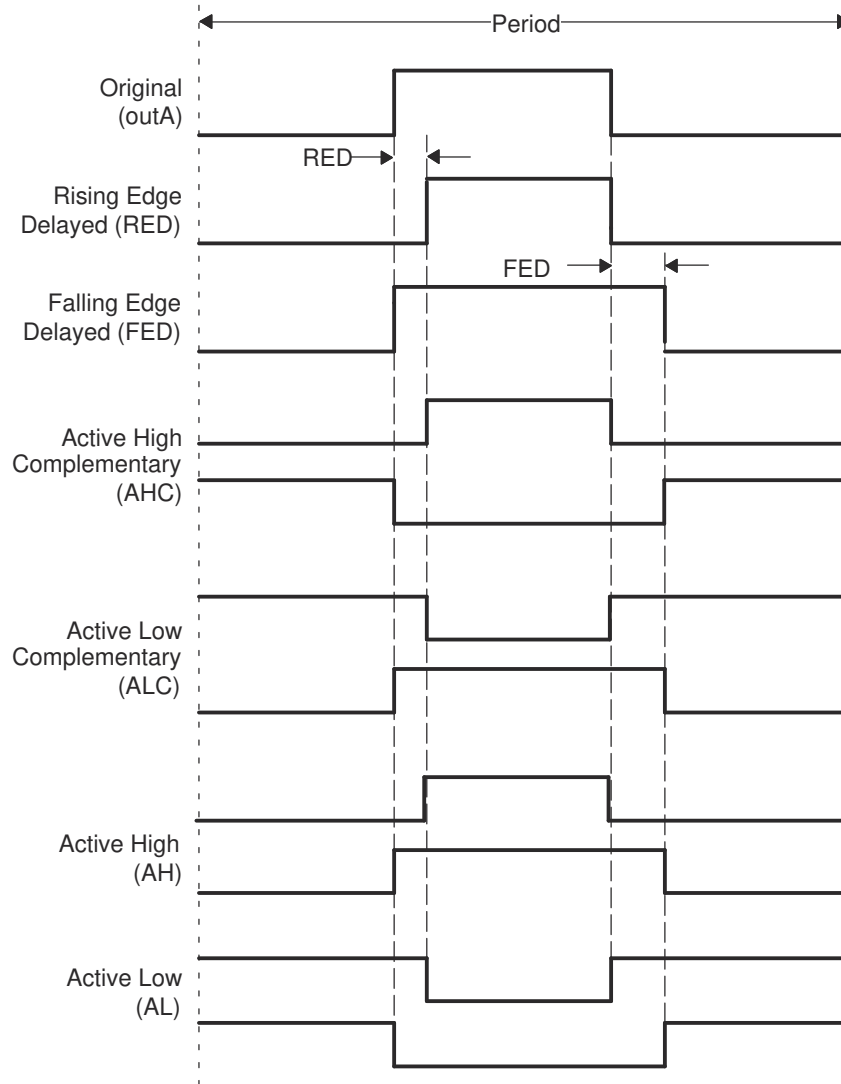 Period
Original
(outA)
RED
Rising Edge
Delayed (RED)
FED
Falling Edge
Delayed (FED)
Active High
Complementary
(AHC)
Active Low
Complementary
(ALC)
Active High
(AH)
Active Low
(AL)